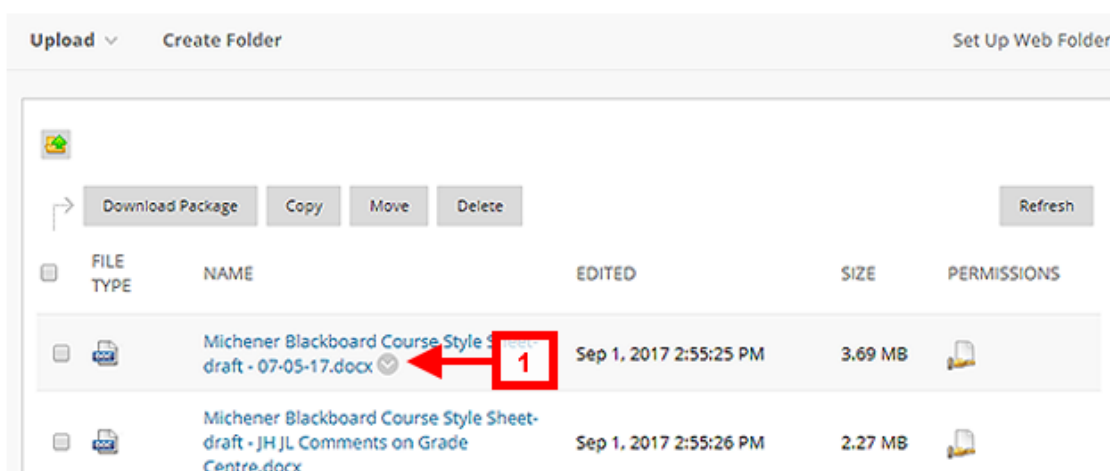 Upload Create Folder Set Up Web Folder
Download Package Copy Move Delete Refresh
FILE TYPE NAME EDITED SIZE PERMISSIONS
Michener Blackboard Course Style Sheet-
draft - 07-05-17.docx
1
Sep 1, 2017 2:55:25 PM 3.69 MB
Michener Blackboard Course Style Sheet-
draft - JH JL Comments on Grade
Centre.docx
Sep 1, 2017 2:55:26 PM 2.27 MB